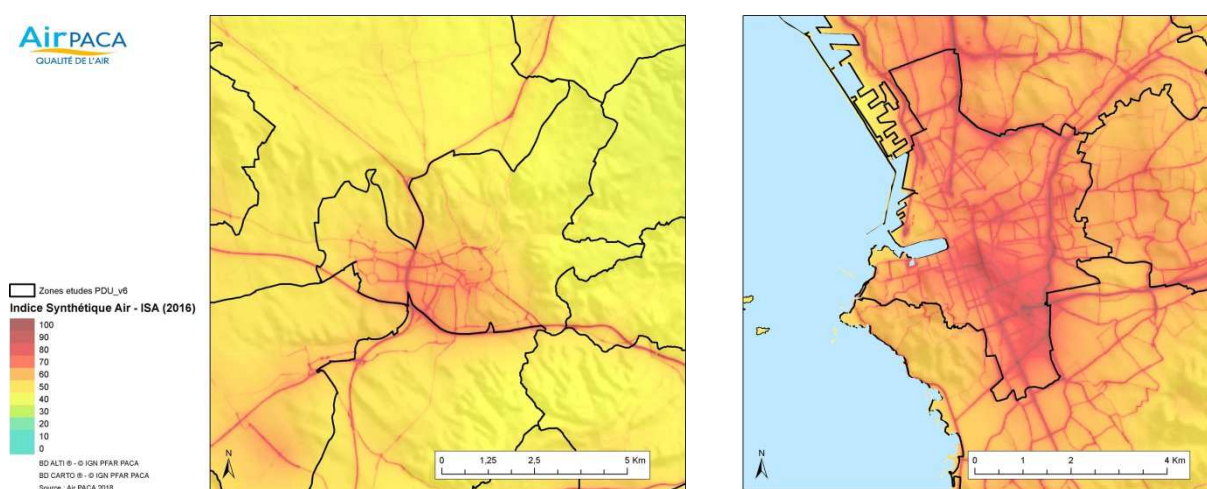 AirPACA
QUALITÉ DE L'AIR
Zones etudes PDU_v6
Indice Synthétique Air - ISA (2016)
100
90
80
70
60
50
40
30
20
10
0
BD ALTI ® - © IGN PFAR PACA
BD CARTO ® - © IGN PFAR PACA
Source : Air PACA 2018
N
0 1,25 2,5 5 Km
N
0 1 2 4 Km